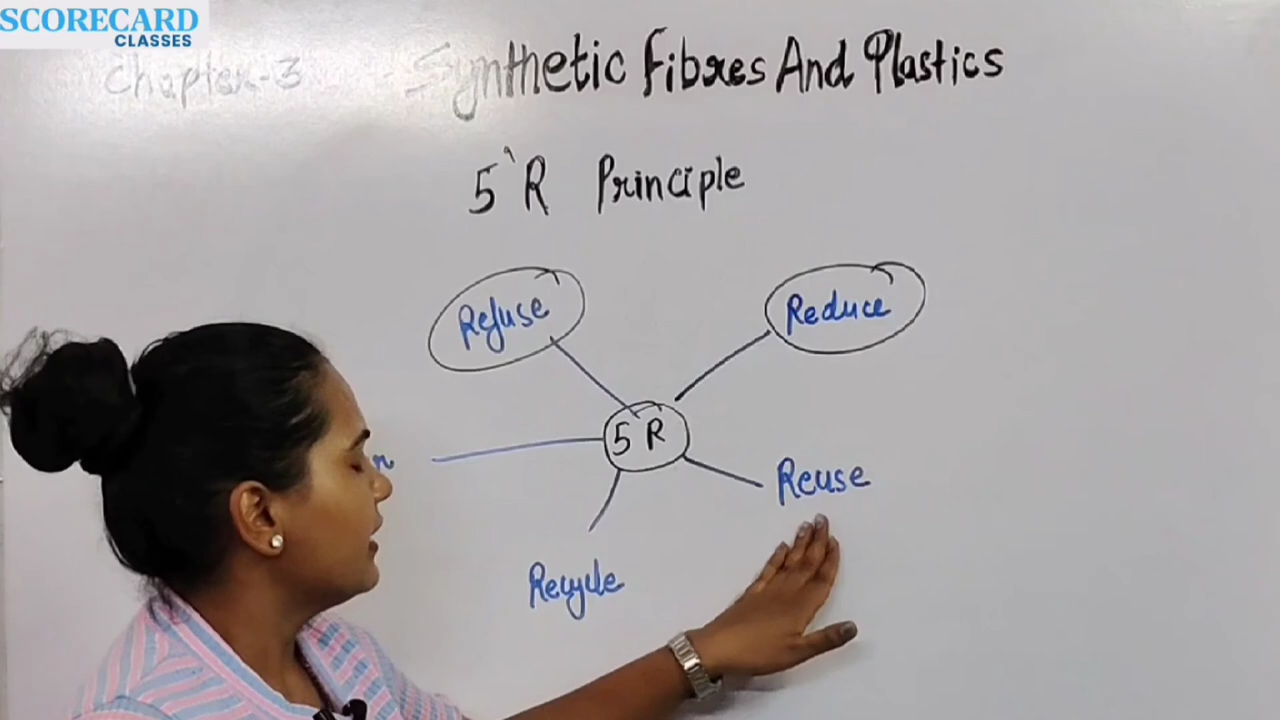 SCORECARD
CLASSES
Chapter-3 Synthetic Fibres And Plastics
5'R Principle
Refuse
Reduce
5 R
Reuse
Recycle